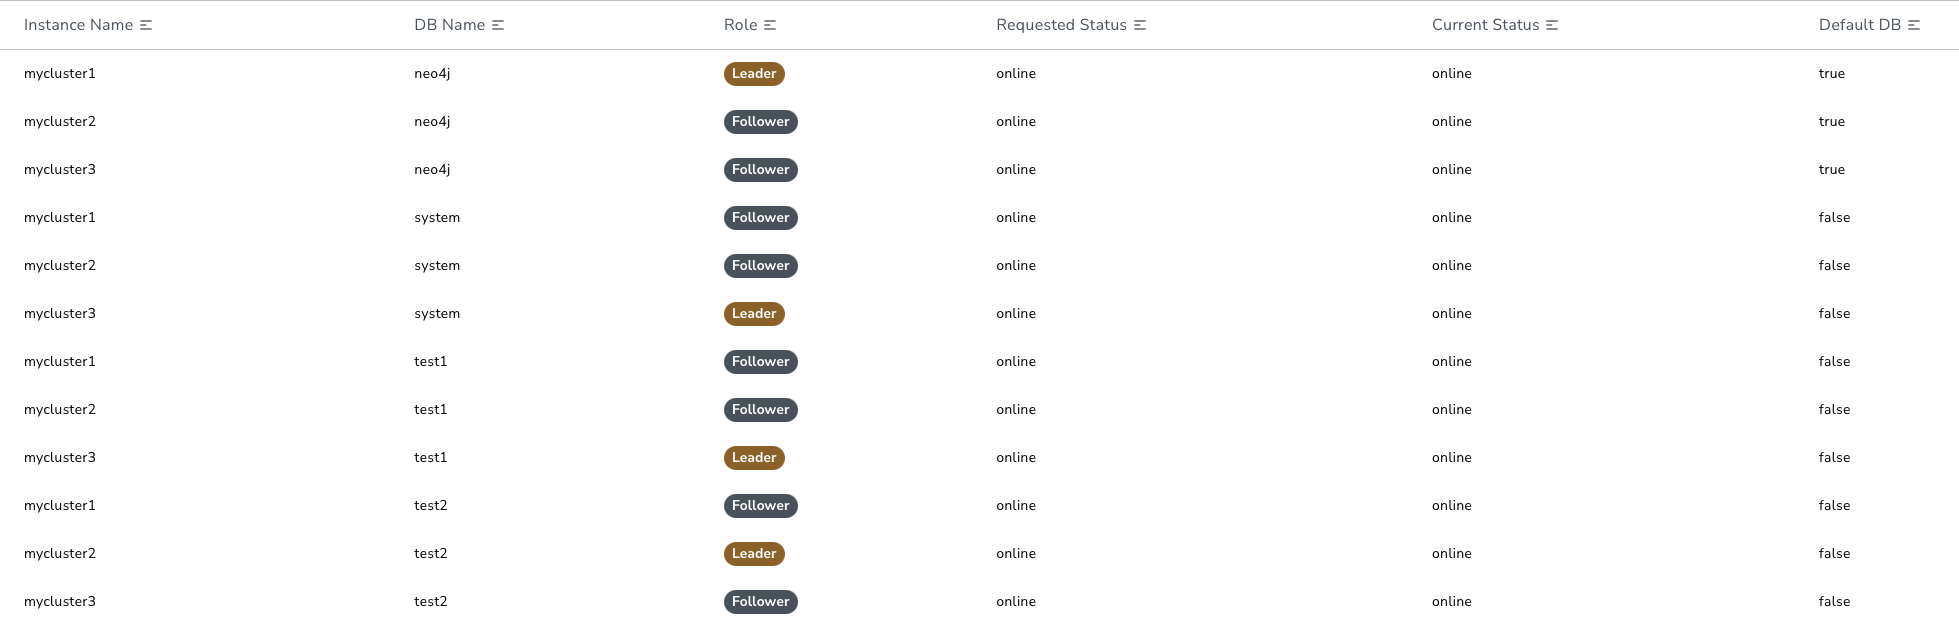 Instance Name DB Name Role Requested Status Current Status Default DB
mycluster1 neo4j Leader online online true
mycluster2 neo4j Follower online online true
mycluster3 neo4j Follower online online true
mycluster1 system Follower online online false
mycluster2 system Follower online online false
mycluster3 system Leader online online false
mycluster1 test1 Follower online online false
mycluster2 test1 Follower online online false
mycluster3 test1 Leader online online false
mycluster1 test2 Follower online online false
mycluster2 test2 Leader online online false
mycluster3 test2 Follower online online false